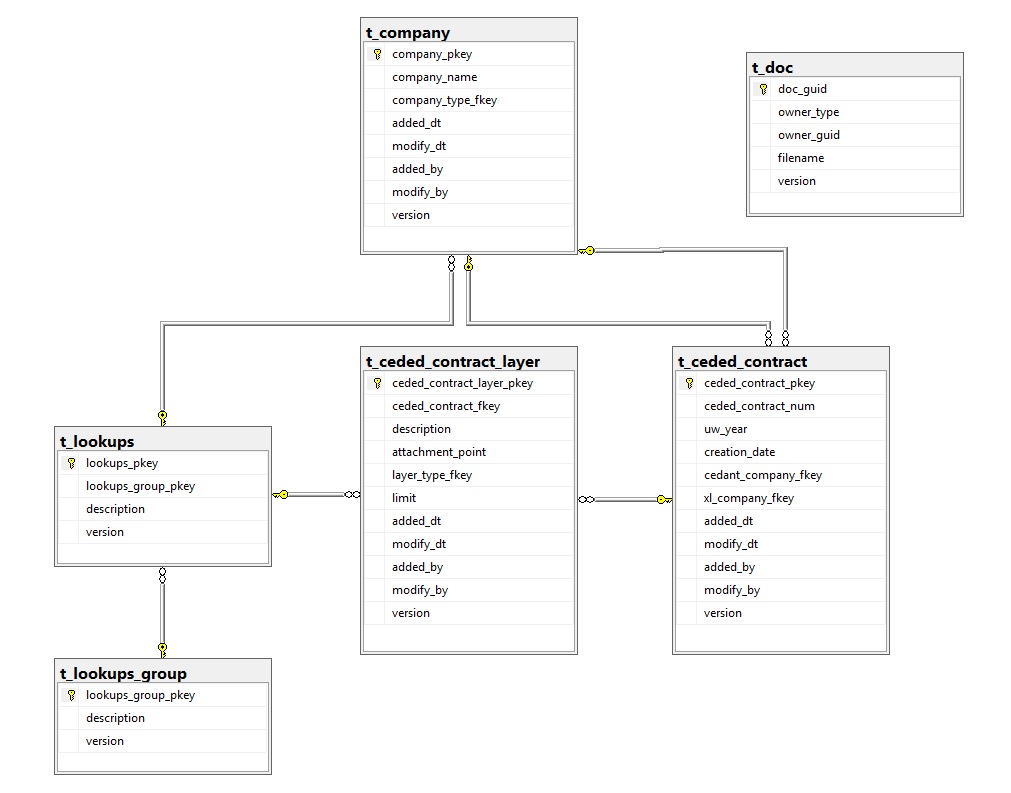 t_company
company_pkey
company_name
company_type_fkey
added_dt
modify_dt
added_by
modify_by
version
t_doc
doc_guid
owner_type
owner_guid
filename
version
t_lookups
lookups_pkey
lookups_group_pkey
description
version
t_ceded_contract_layer
ceded_contract_layer_pkey
ceded_contract_fkey
description
attachment_point
layer_type_fkey
limit
added_dt
modify_dt
added_by
modify_by
version
t_ceded_contract
ceded_contract_pkey
ceded_contract_num
uw_year
creation_date
cedant_company_fkey
xl_company_fkey
added_dt
modify_dt
added_by
modify_by
version
t_lookups_group
lookups_group_pkey
description
version